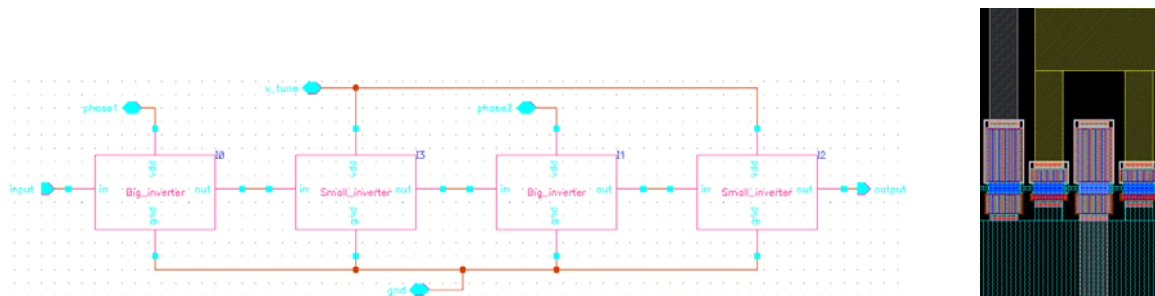 v_tune
phase1
phase2
I0
I3
I1
I2
vdd
vdd
vdd
vdd
input
in
Big_inverter
out
in
Small_inverter
out
in
Big_inverter
out
in
Small_inverter
out
output
gnd
gnd
gnd
gnd
gnd